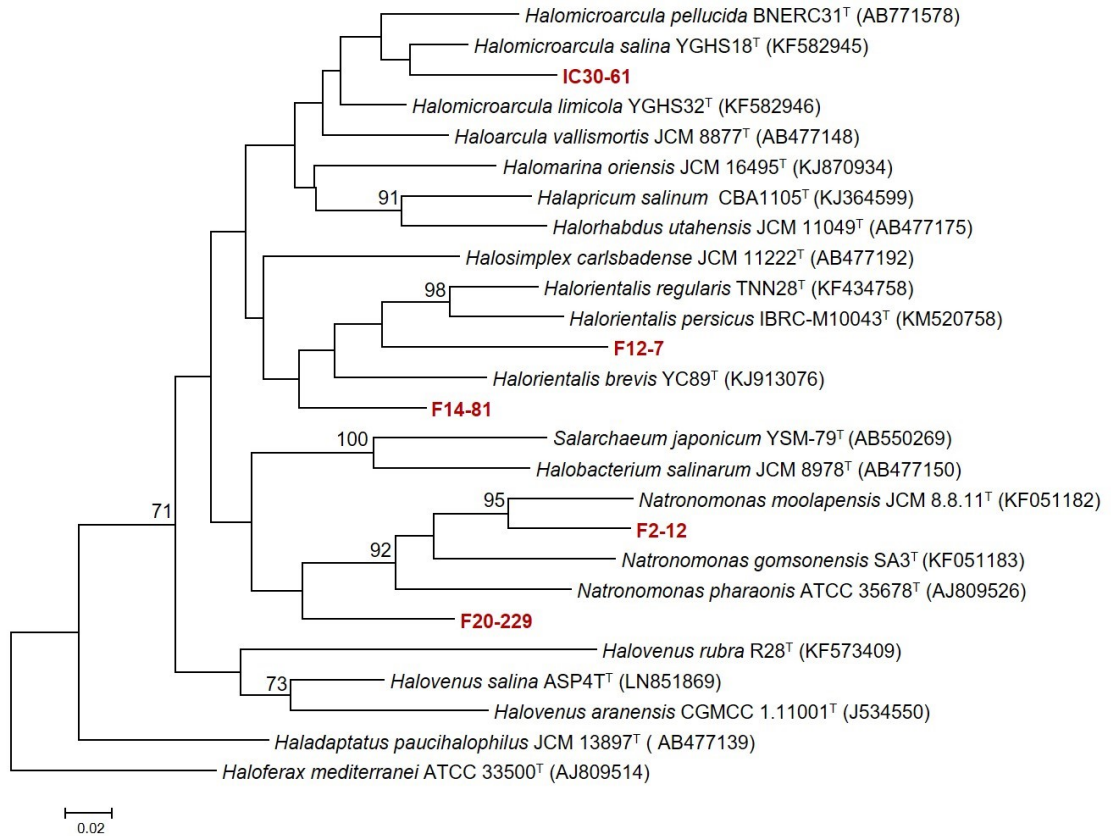 Halomicroarcula pellucida BNERC31ᵀ (AB771578)
Halomicroarcula salina YGHS18ᵀ (KF582945)
IC30-61
Halomicroarcula limicola YGHS32ᵀ (KF582946)
Haloarcula vallismortis JCM 8877ᵀ (AB477148)
Halomarina oriensis JCM 16495ᵀ (KJ870934)
91
Halapricum salinum CBA1105ᵀ (KJ364599)
Halorhabdus utahensis JCM 11049ᵀ (AB477175)
Halosimplex carlsbadense JCM 11222ᵀ (AB477192)
98
Halorientalis regularis TNN28ᵀ (KF434758)
Halorientalis persicus IBRC-M10043ᵀ (KM520758)
F12-7
Halorientalis brevis YC89ᵀ (KJ913076)
F14-81
100
Salarchaeum japonicum YSM-79ᵀ (AB550269)
Halobacterium salinarum JCM 8978ᵀ (AB477150)
95
Natronomonas moolapensis JCM 8.8.11ᵀ (KF051182)
71
F2-12
92
Natronomonas gomsonensis SA3ᵀ (KF051183)
Natronomonas pharaonis ATCC 35678ᵀ (AJ809526)
F20-229
Halovenus rubra R28ᵀ (KF573409)
73
Halovenus salina ASP4Tᵀ (LN851869)
Halovenus aranensis CGMCC 1.11001ᵀ (J534550)
Haladaptatus paucihalophilus JCM 13897ᵀ ( AB477139)
Haloferax mediterranei ATCC 33500ᵀ (AJ809514)
0.02